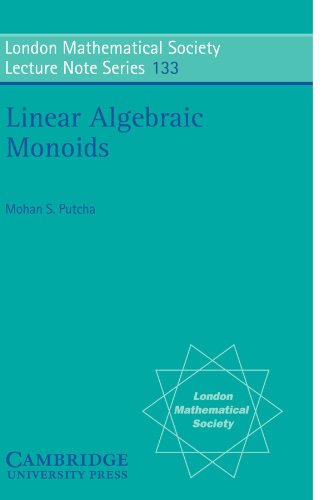 London Mathematical Society
Lecture Note Series 133
Linear Algebraic
Monoids
Mohan S. Putcha
London
Mathematical
Society
CAMBRIDGE
UNIVERSITY PRESS